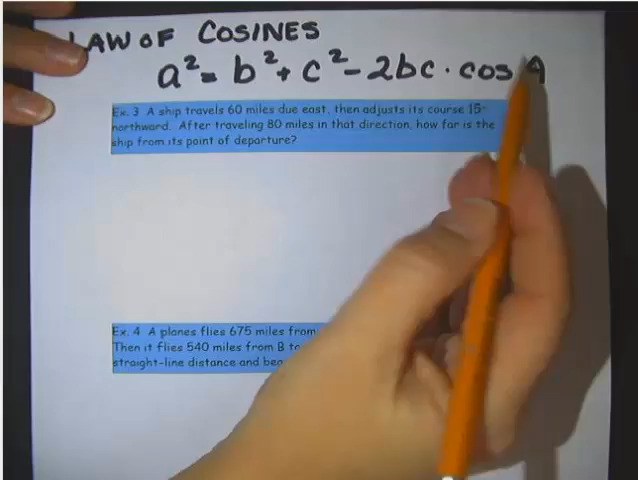 LAW OF COSINES
a² = b² + c² - 2bc · cos A
Ex. 3 A ship travels 60 miles due east, then adjusts its course 15°
northward. After traveling 80 miles in that direction, how far is the
ship from its point of departure?
Ex. 4 A planes flies 675 miles from
Then it flies 540 miles from B to
straight-line distance and